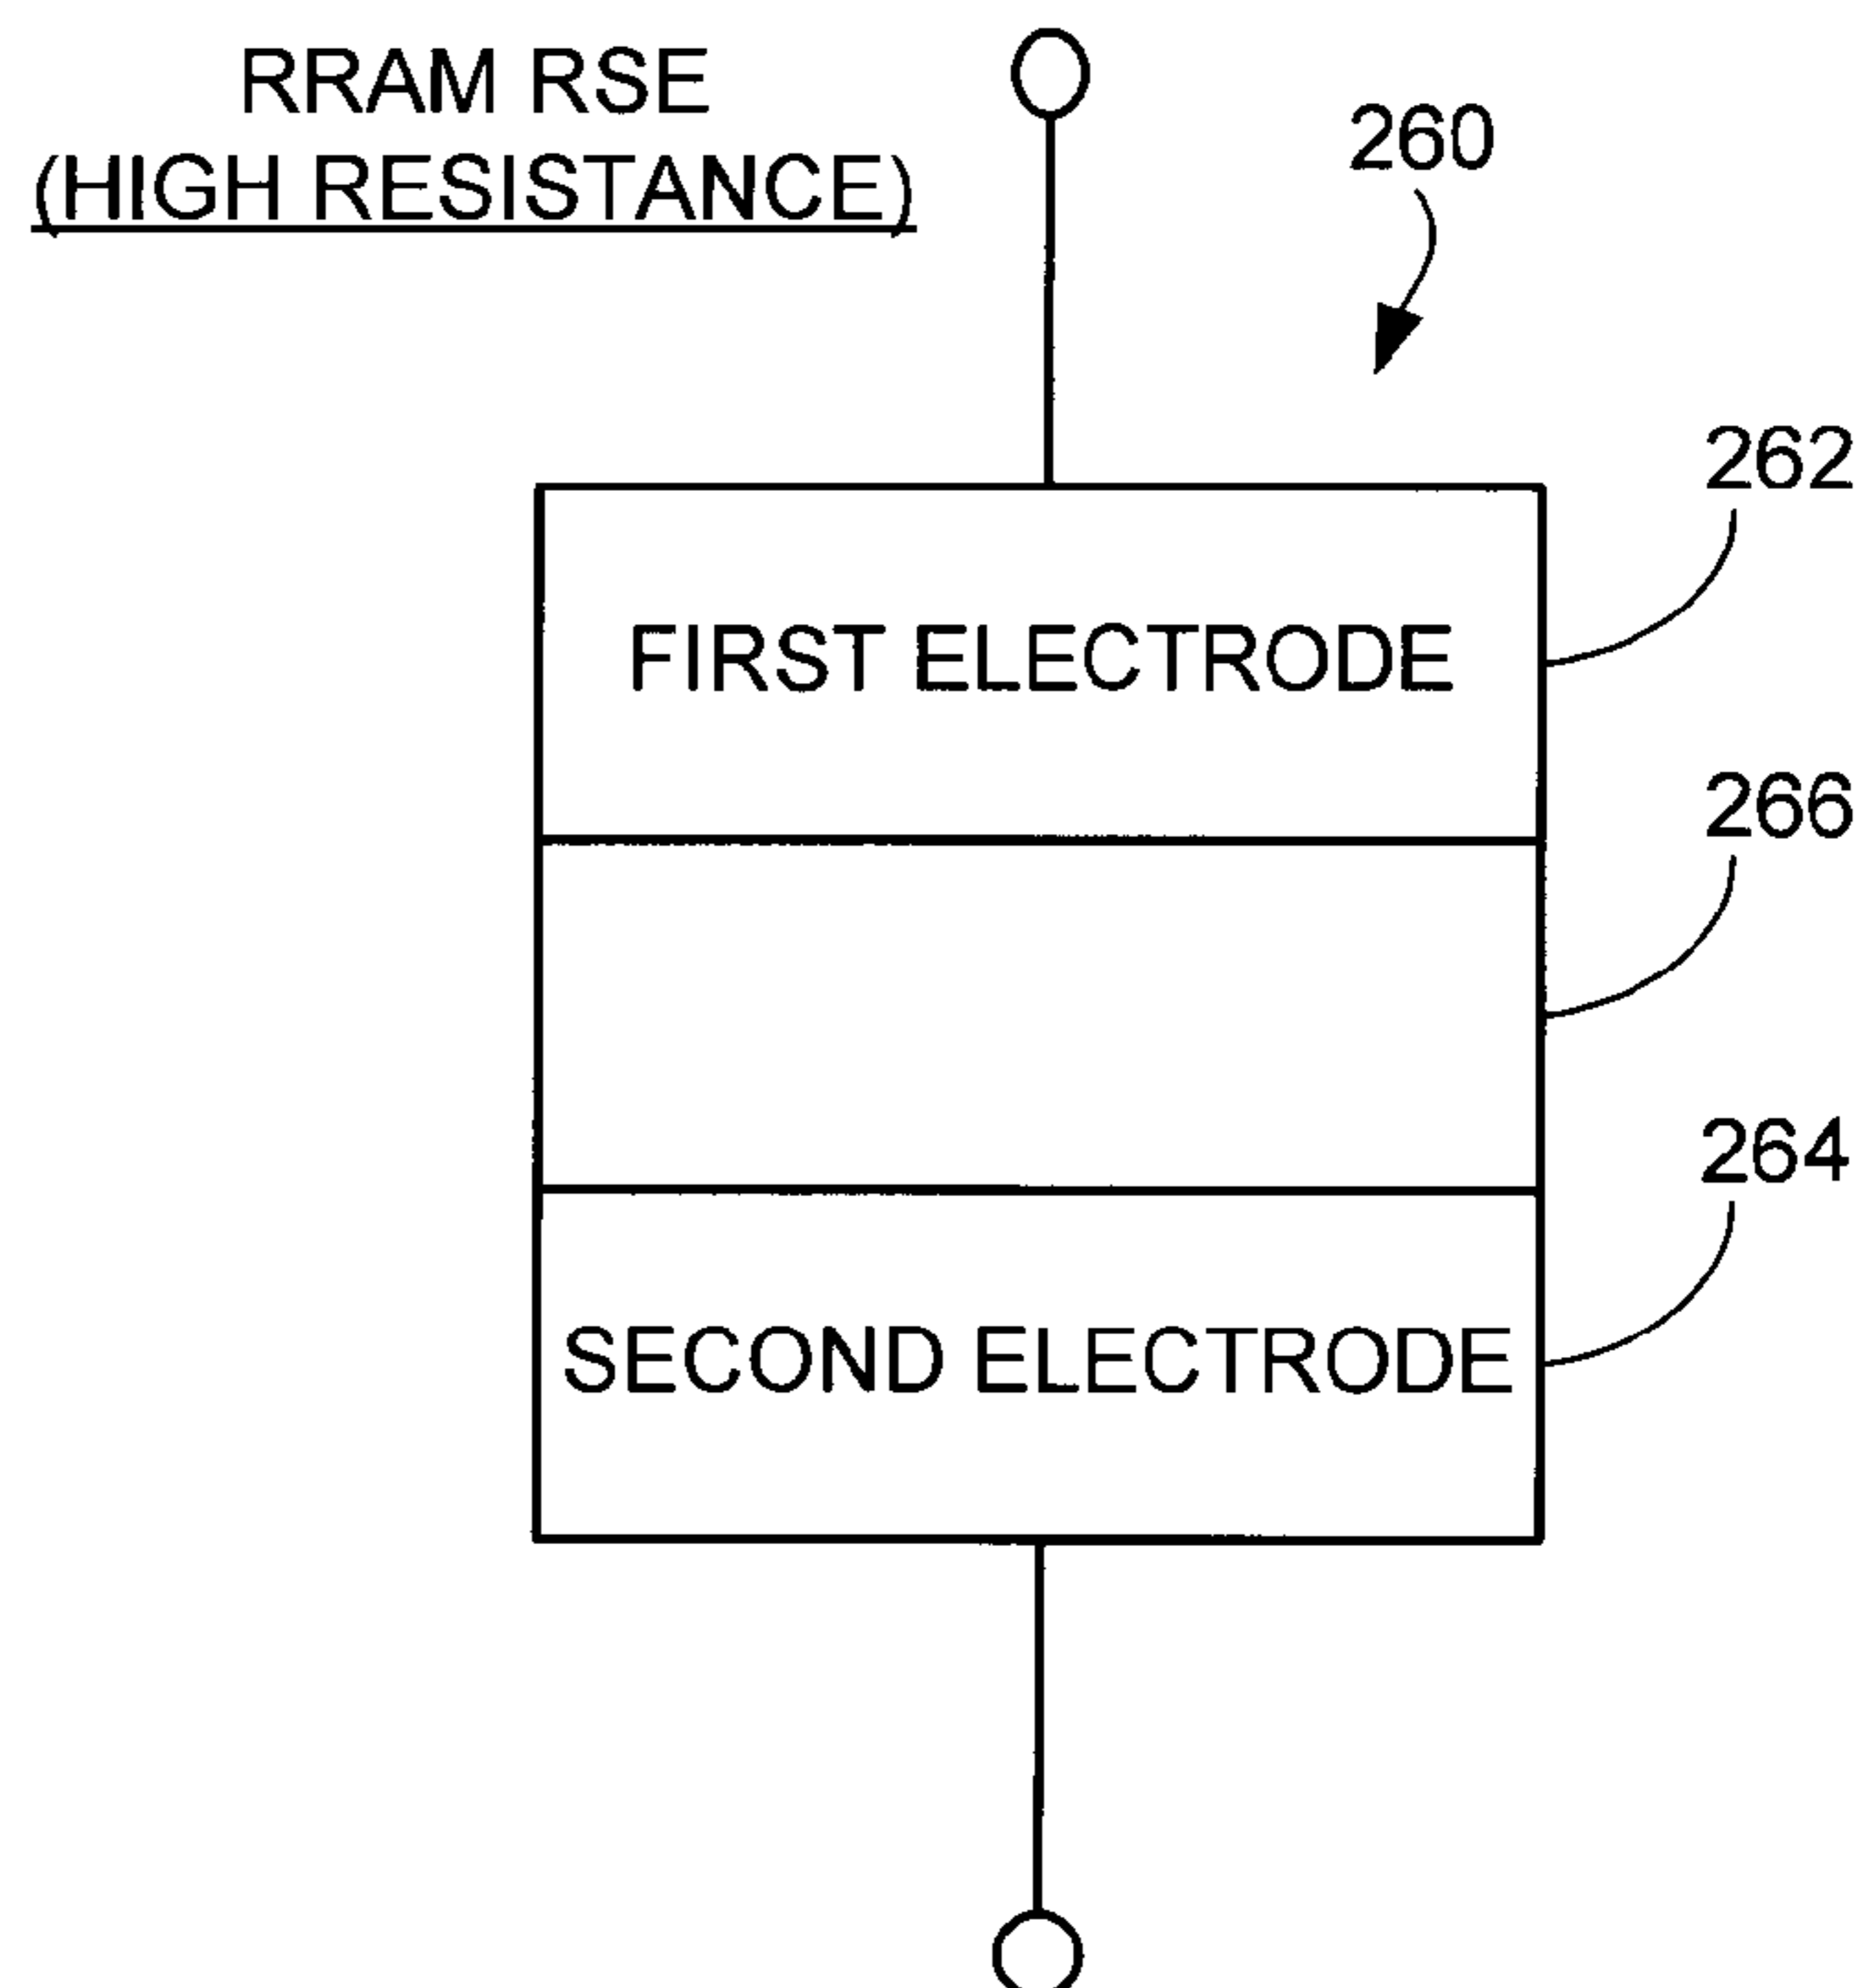 RRAM RSE
(HIGH RESISTANCE)
260
262
FIRST ELECTRODE
266
264
SECOND ELECTRODE